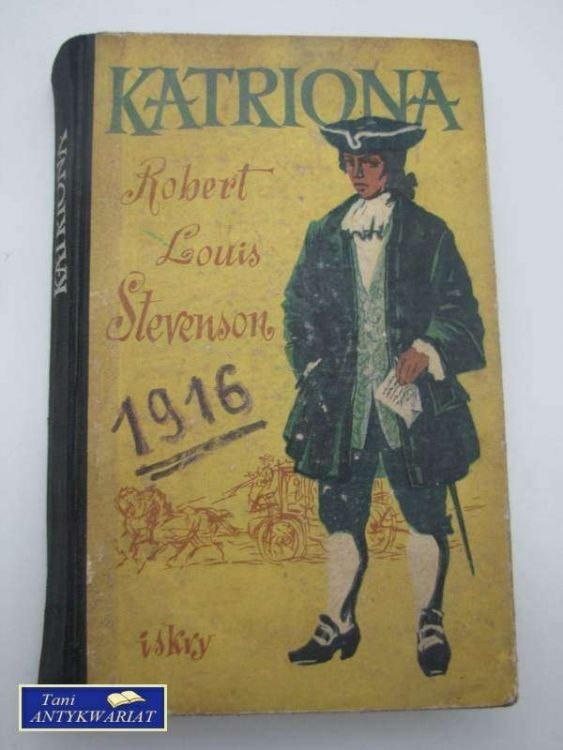 KATRIONA
Robert
Louis
Stevenson
1916
iskry
KATRIONA
Tani
ANTYKWARIAT